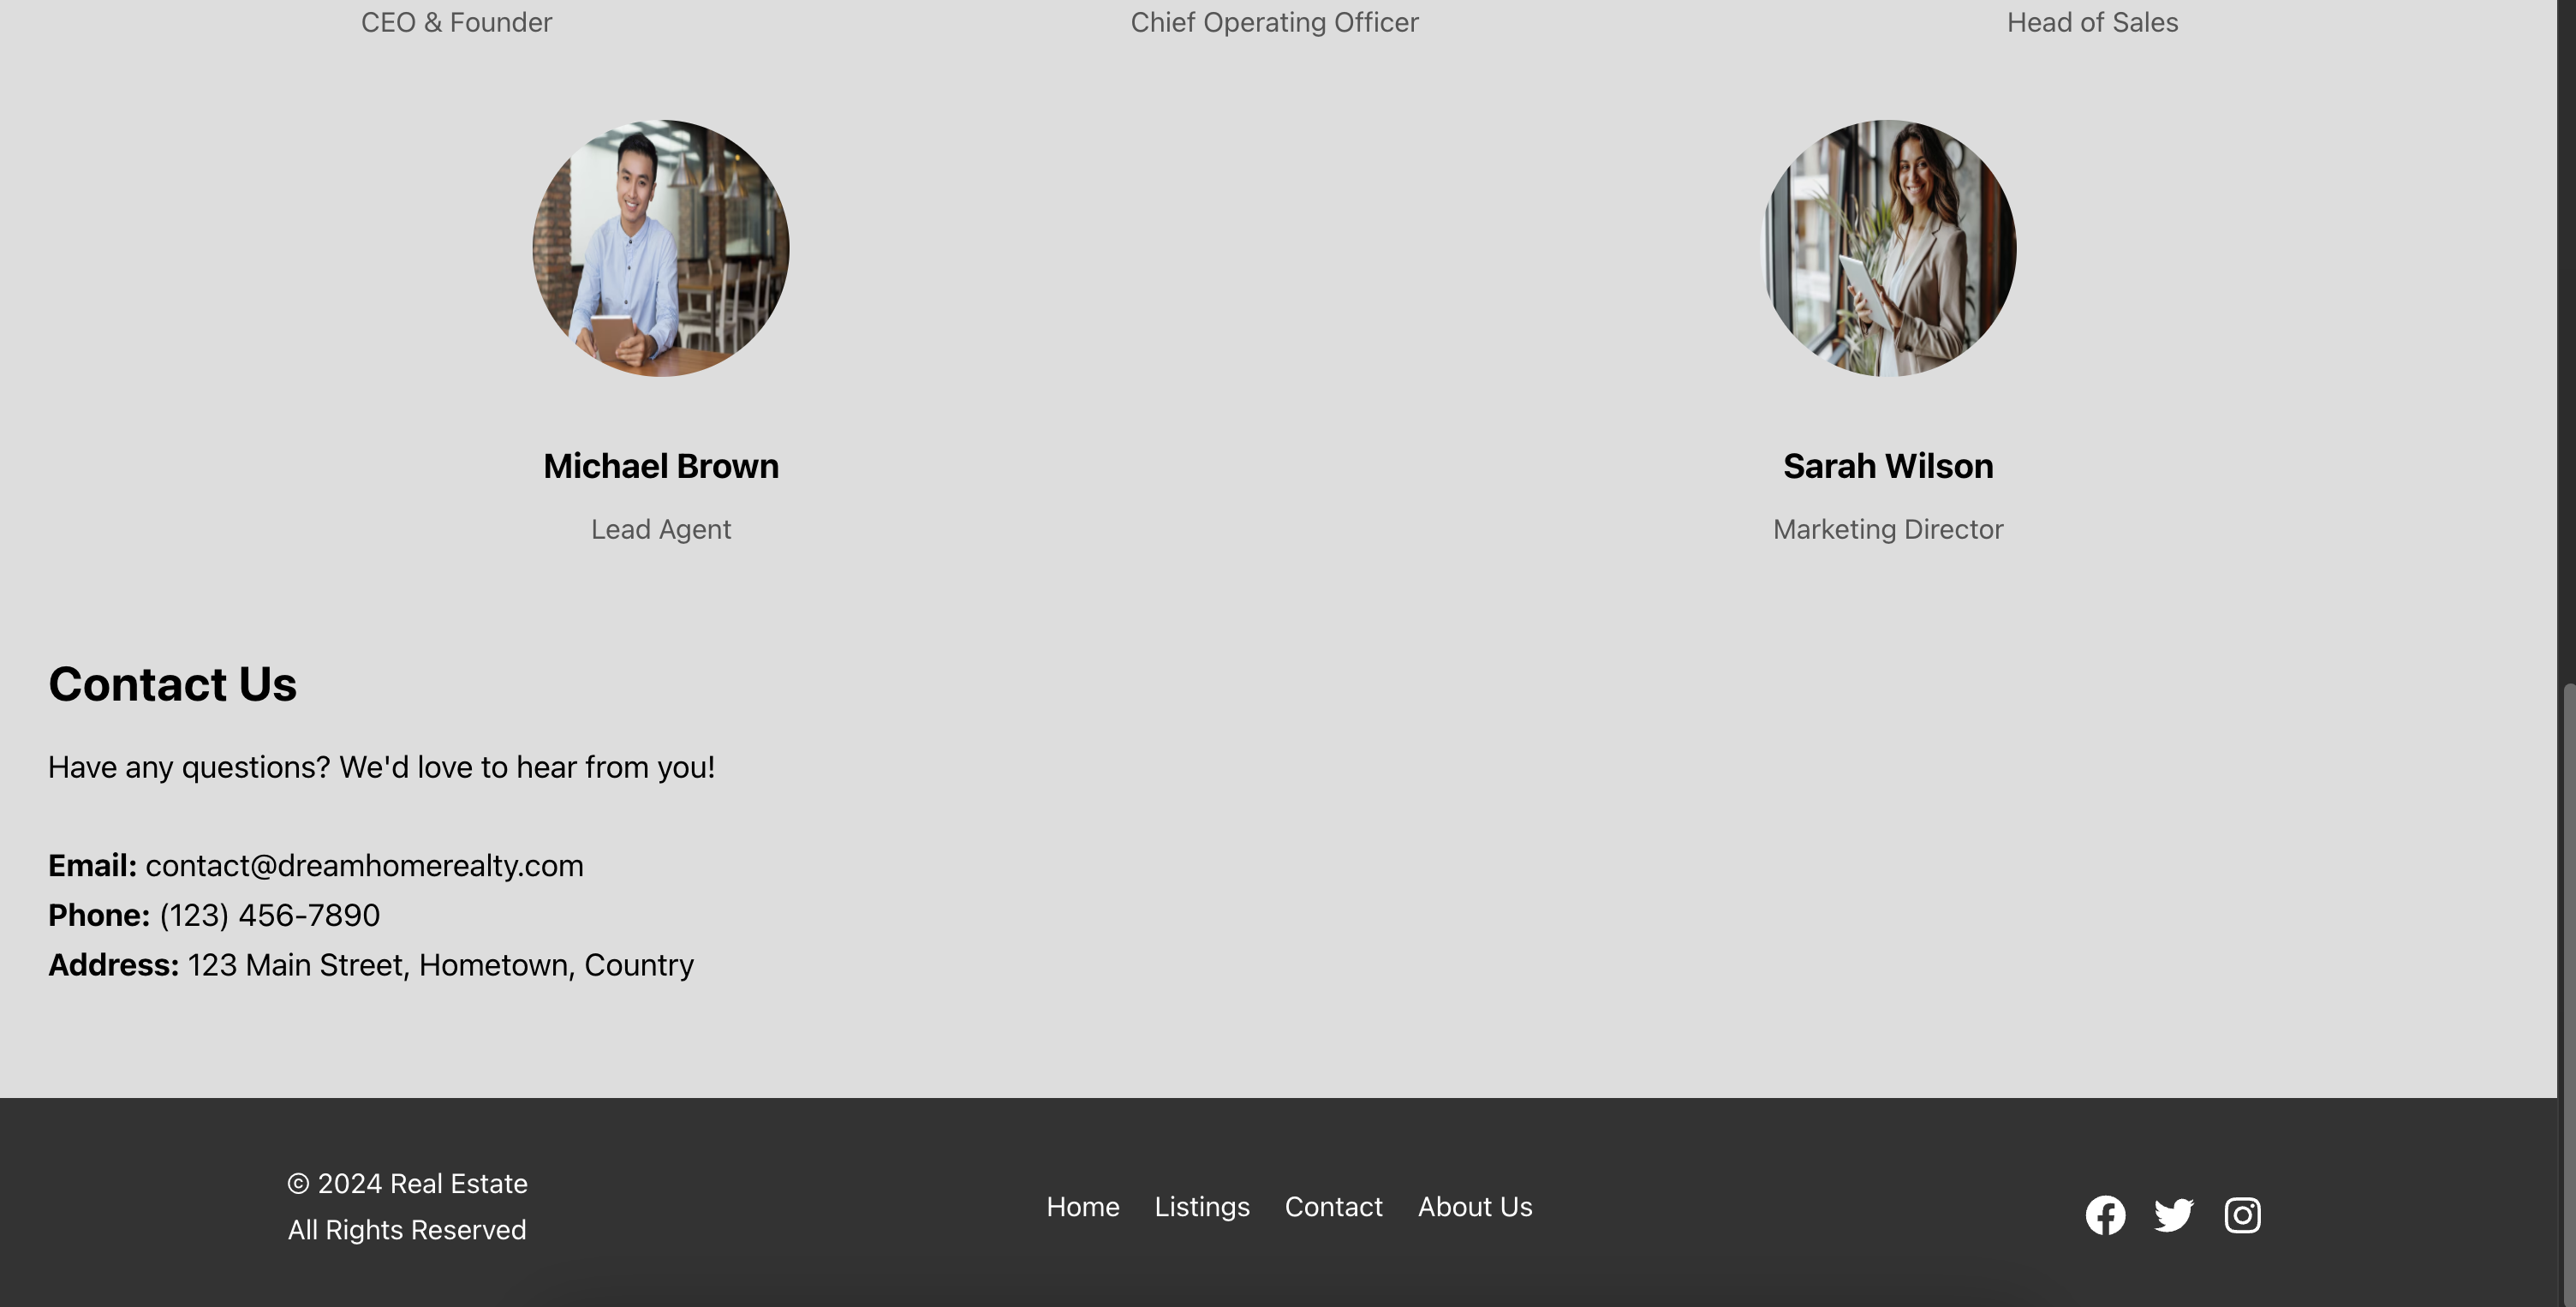 CEO & Founder
Chief Operating Officer
Head of Sales
Michael Brown
Sarah Wilson
Lead Agent
Marketing Director
Contact Us
Have any questions? We'd love to hear from you!
Email: contact@dreamhomerealty.com
Phone: (123) 456-7890
Address: 123 Main Street, Hometown, Country
© 2024 Real Estate
All Rights Reserved
Home Listings Contact About Us